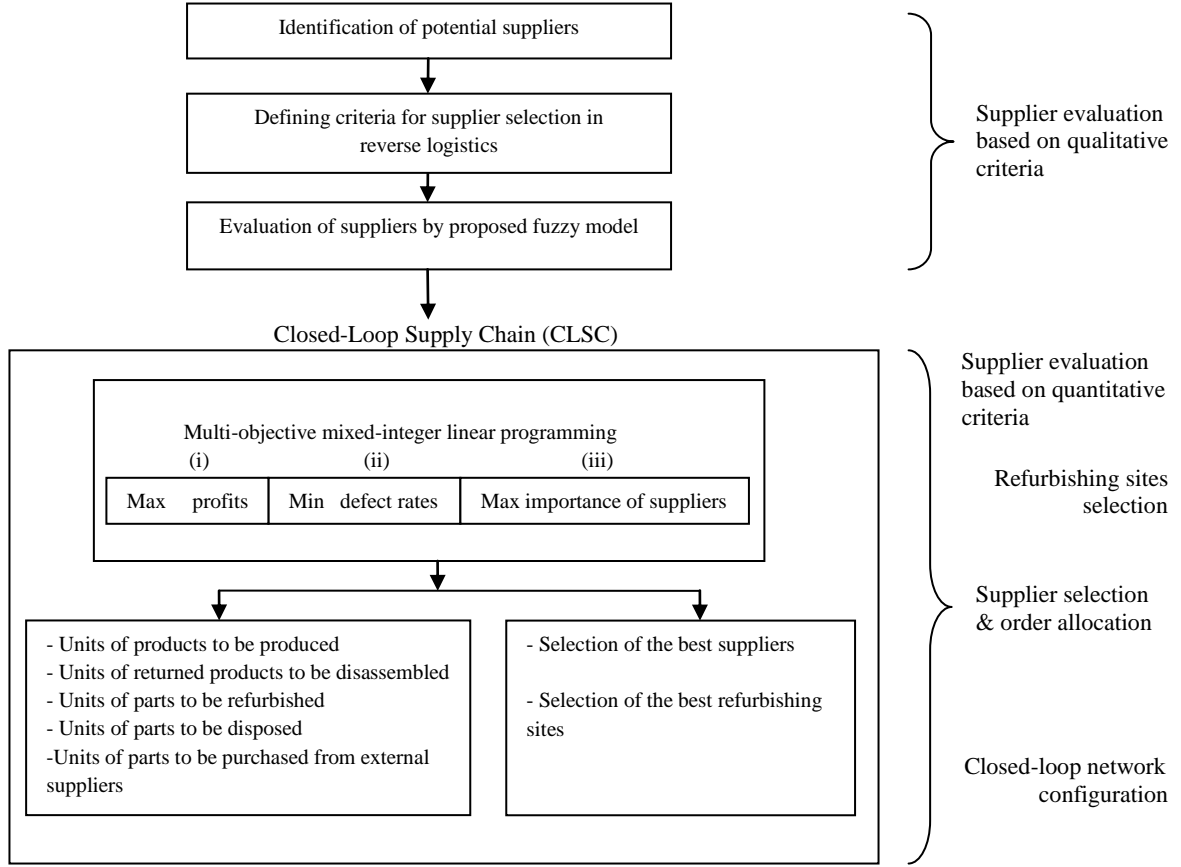 Identification of potential suppliers
Defining criteria for supplier selection in
reverse logistics
Evaluation of suppliers by proposed fuzzy model
Supplier evaluation
based on qualitative
criteria
Closed-Loop Supply Chain (CLSC)
Multi-objective mixed-integer linear programming
(i) (ii) (iii)
Max profits Min defect rates Max importance of suppliers
- Units of products to be produced
- Units of returned products to be disassembled
- Units of parts to be refurbished
- Units of parts to be disposed
-Units of parts to be purchased from external
suppliers
- Selection of the best suppliers
- Selection of the best refurbishing
sites
Supplier evaluation
based on quantitative
criteria
Refurbishing sites
selection
Supplier selection
& order allocation
Closed-loop network
configuration